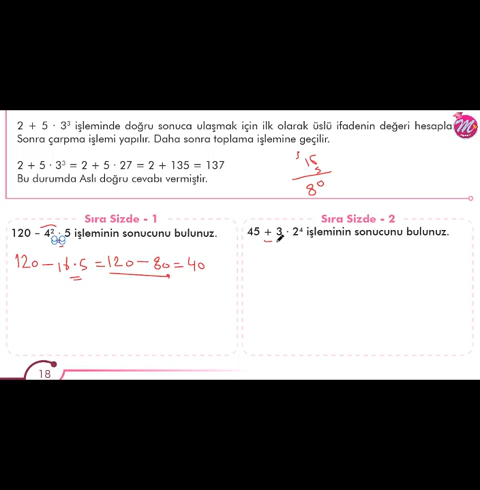 2 + 5 · 3³ işleminde doğru sonuca ulaşmak için ilk olarak üslü ifadenin değeri hesapla
Sonra çarpma işlemi yapılır. Daha sonra toplama işlemine geçilir.
2 + 5 · 3³ = 2 + 5 · 27 = 2 + 135 = 137
Bu durumda Aslı doğru cevabı vermiştir.
3 16
5
80
Sıra Sizde - 1
120 – 4² · 5 işleminin sonucunu bulunuz.
120 – 16 · 5 = 120 – 80 = 40
Sıra Sizde - 2
45 + 3 · 2⁴ işleminin sonucunu bulunuz.
18